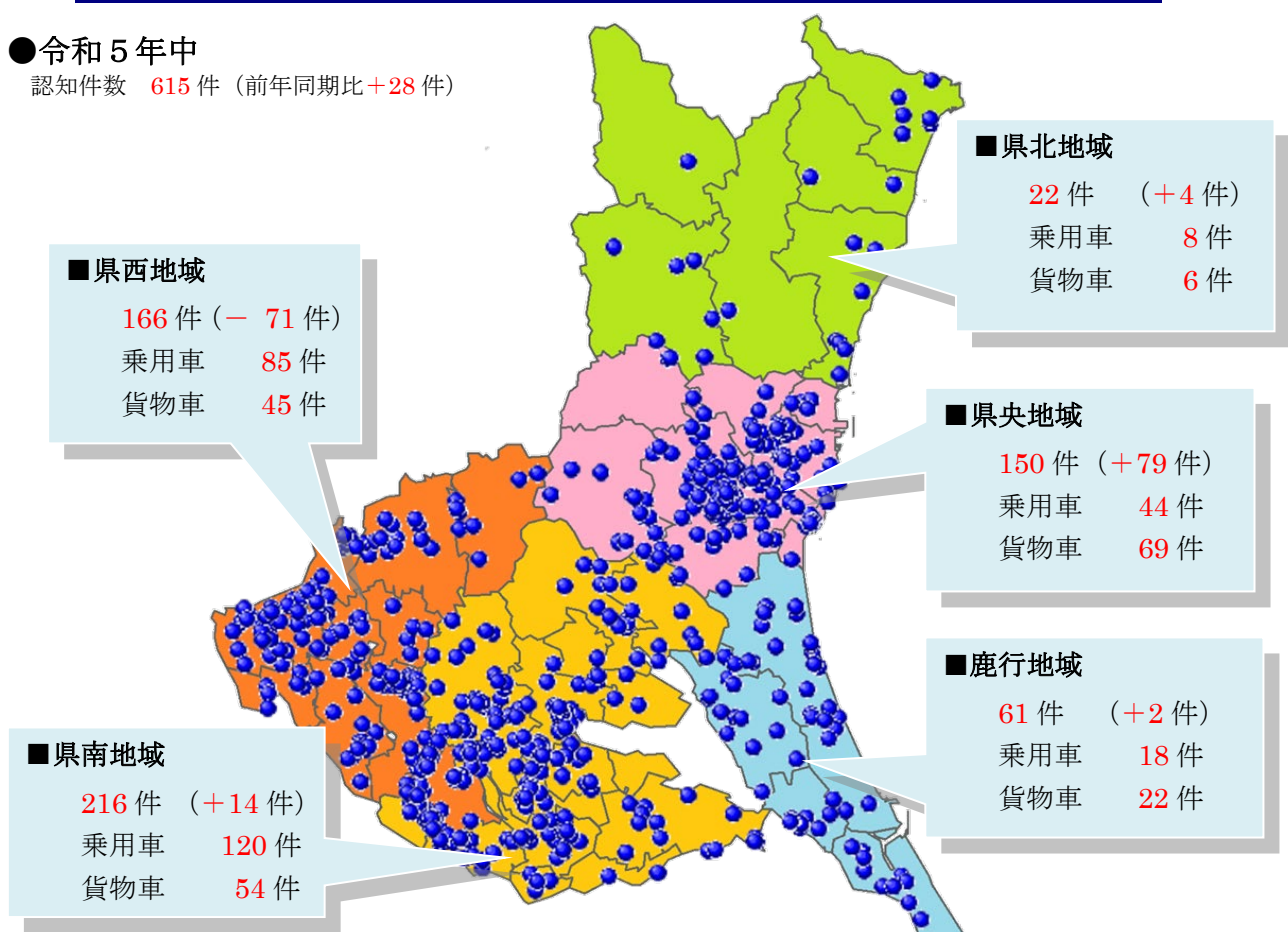 ●令和５年中
認知件数　615 件（前年同期比＋28 件）
■県北地域
22 件　（＋4 件）
乗用車　8 件
貨物車　6 件
■県西地域
166 件（－ 71 件）
乗用車　85 件
貨物車　45 件
■県央地域
150 件（＋79 件）
乗用車　44 件
貨物車　69 件
■鹿行地域
61 件　（＋2 件）
乗用車　18 件
貨物車　22 件
■県南地域
216 件　（＋14 件）
乗用車　120 件
貨物車　54 件